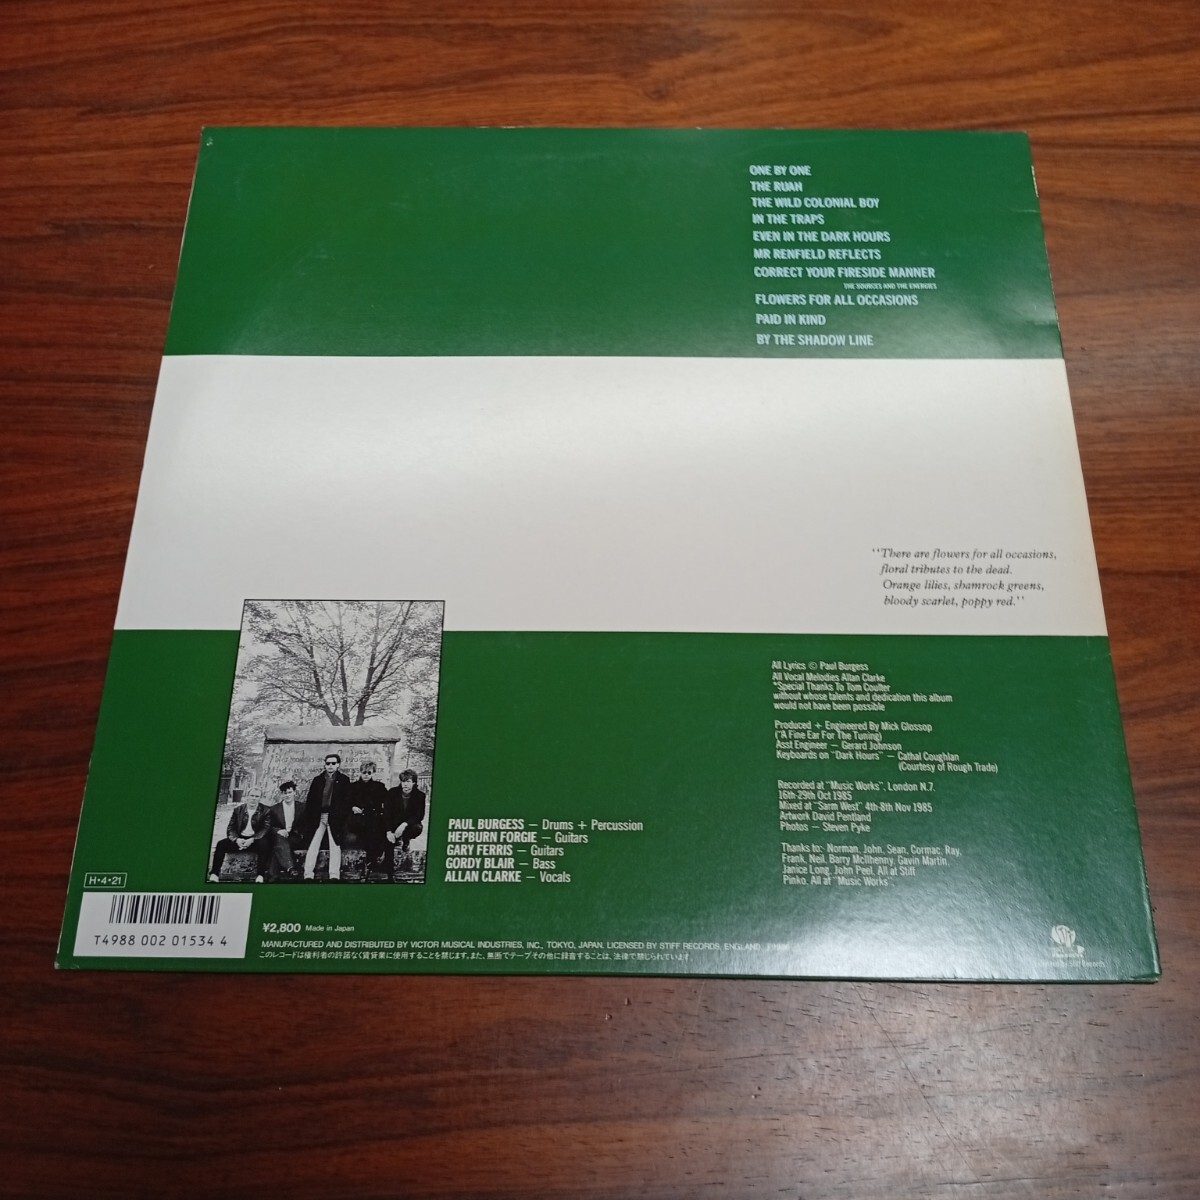 ONE BY ONE
THE RUAH
THE WILD COLONIAL BOY
IN THE TRAPS
EVEN IN THE DARK HOURS
MR RENFIELD REFLECTS
CORRECT YOUR FIRESIDE MANNER
THE SOURCES AND THE ENERGIES
FLOWERS FOR ALL OCCASIONS
PAID IN KIND
BY THE SHADOW LINE
"There are flowers for all occasions,
floral tributes to the dead.
Orange lilies, shamrock greens,
bloody scarlet, poppy red."
All Lyrics © Paul Burgess
All Vocal Melodies Allan Clarke
*Special Thanks To Tom Coulter
without whose talents and dedication this album
would not have been possible
Produced + Engineered By Mick Glossop
("A Fine Ear For The Tuning)
Asst Engineer – Gerard Johnson
Keyboards on "Dark Hours" – Cathal Coughlan
(Courtesy of Rough Trade)
Recorded at "Music Works", London N.7.
16th 29th Oct 1985
Mixed at "Sarm West" 4th-8th Nov 1985
Artwork David Pentland
Photos – Steven Pyke
Thanks to:- Norman, John, Sean, Cormac, Ray,
Frank, Neil, Barry McIlhenny, Gavin Martin,
Janice Long, John Peel, All at Stiff
Pinko, All at "Music Works".
PAUL BURGESS – Drums + Percussion
HEPBURN FORGIE – Guitars
GARY FERRIS – Guitars
GORDY BLAIR – Bass
ALLAN CLARKE – Vocals
H•4•21
T4988 002 01534 4
¥2,800 Made in Japan
MANUFACTURED AND DISTRIBUTED BY VICTOR MUSICAL INDUSTRIES, INC., TOKYO, JAPAN. LICENSED BY STIFF RECORDS, ENGLAND.
このレコードは権利者の許諾なく賃貸業に使用することを禁じます。また、無断でテープその他に録音することは、法律で禁じられています。
Stiff Records